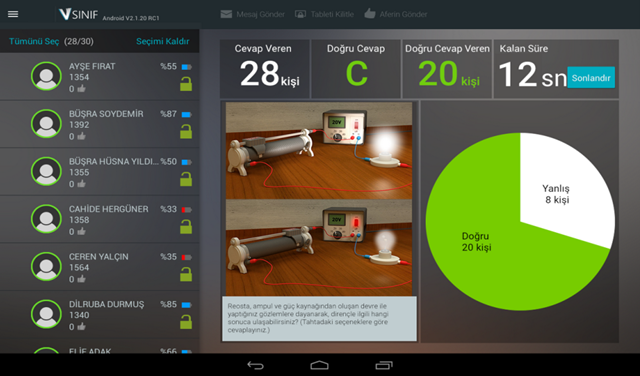 VSINIF Android V2.1.20 RC1
Mesaj Gönder Tableti Kilitle Aferin Gönder
Tümünü Seç (28/30) Seçimi Kaldır
AYŞE FIRAT %55
1354
0
BÜŞRA SOYDEMİR %87
1392
0
BÜŞRA HÜSNA YILDI... %50
1355
0
CAHİDE HERGÜNER %33
1358
0
CEREN YALÇIN %35
1564
0
DİLRUBA DURMUŞ %85
1340
0
ELİF ADAK %66
Cevap Veren
28 kişi
Doğru Cevap
C
Doğru Cevap Veren
20 kişi
Kalan Süre
12 sn
Sonlandır
20V
20V
Reosta, ampul ve güç kaynağından oluşan devre ile
yaptığınız gözlemlere dayanarak, dirençle ilgili hangi
sonuca ulaşabilirsiniz? (Tahtadaki seçeneklere göre
cevaplayınız.)
Yanlış
8 kişi
Doğru
20 kişi